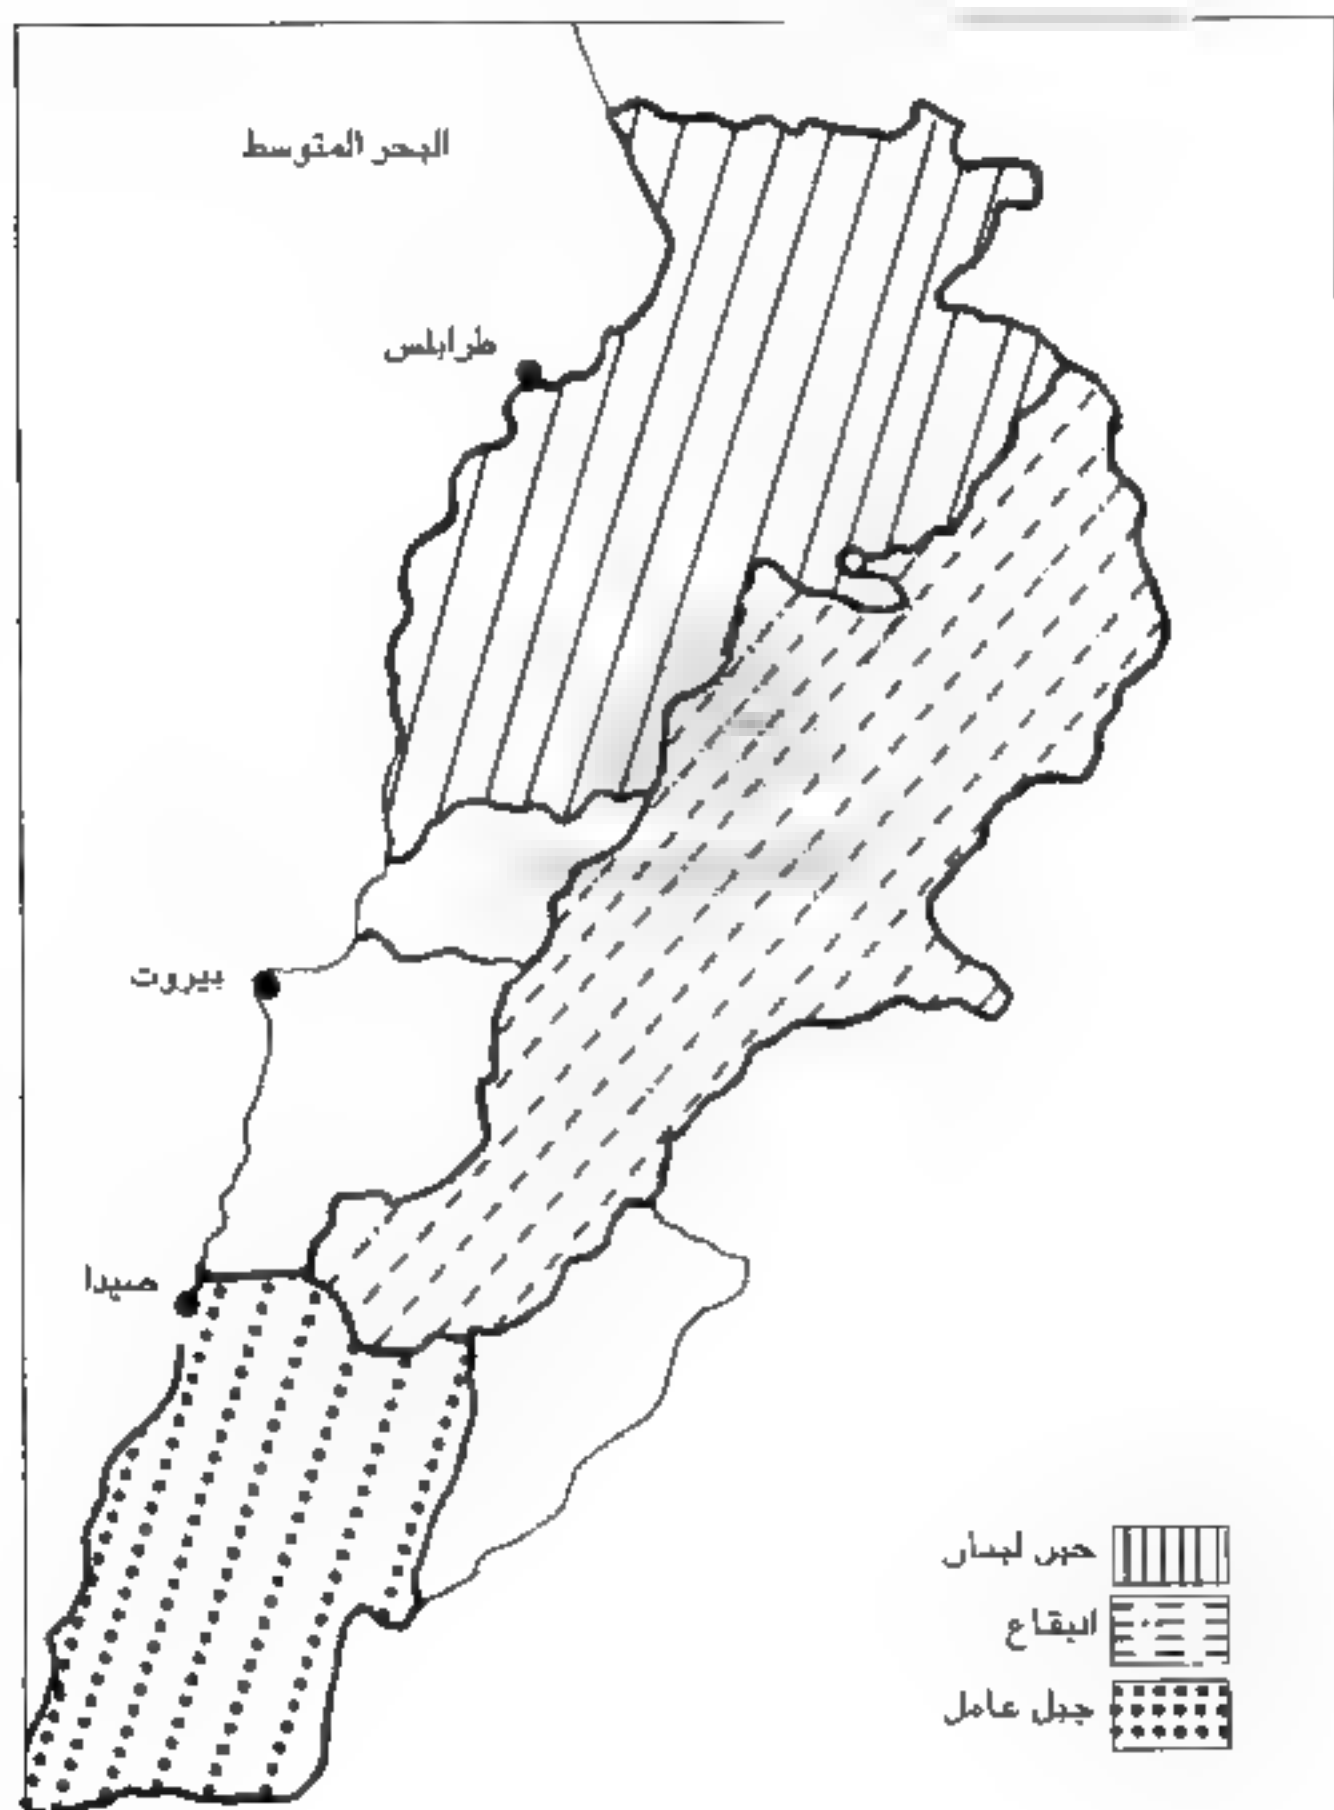 البحر المتوسط
طرابلس
بيروت
صيدا
جبل لبنان
البقاع
جبل عامل